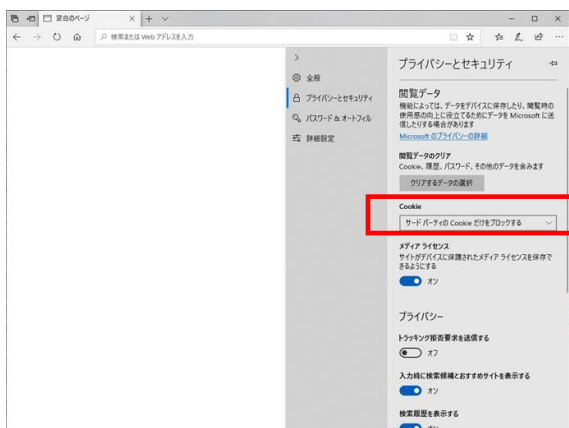 空白のページ
検索または Web アドレスを入力
全般
プライバシーとセキュリティ
パスワード & オートフィル
詳細設定
プライバシーとセキュリティ
閲覧データ
機能によっては、データをデバイスに保存したり、閲覧時の
使用感の向上に役立てるためにデータを Microsoft に送
信したりする場合があります
Microsoft のプライバシーの詳細
閲覧データのクリア
Cookie、履歴、パスワード、その他のデータを含みます
クリアするデータの選択
Cookie
サード パーティの Cookie だけをブロックする
メディア ライセンス
サイトがデバイスに保護されたメディア ライセンスを保存で
きるようにする
オン
プライバシー
トラッキング拒否要求を送信する
オフ
入力時に検索候補とおすすめサイトを表示する
オン
検索履歴を表示する
オン